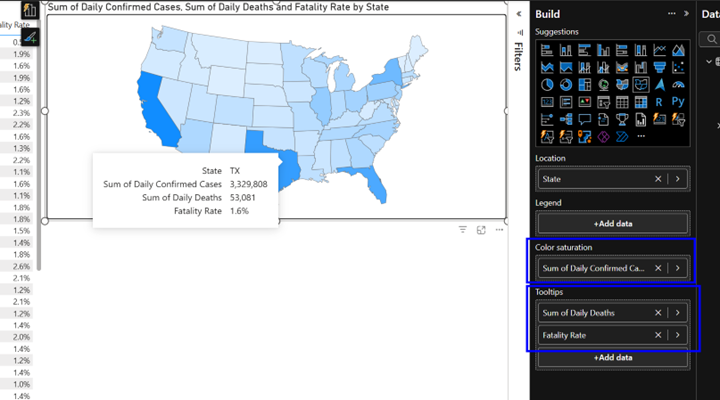 Sum of Daily Confirmed Cases, Sum of Daily Deaths and Fatality Rate by State
ality Rate
1.9%
1.6%
1.9%
1.6%
1.2%
2.3%
2.2%
1.6%
1.3%
2.2%
1.1%
1.1%
1.8%
1.8%
1.5%
1.4%
1.8%
2.6%
2.1%
1.2%
2.1%
1.2%
1.4%
2.0%
1.4%
1.2%
1.4%
1.0%
1.4%
State TX
Sum of Daily Confirmed Cases 3,329,808
Sum of Daily Deaths 53,081
Fatality Rate 1.6%
Filters
Build
Suggestions
R Py
Location
State
Legend
+Add data
Color saturation
Sum of Daily Confirmed Ca...
Tooltips
Sum of Daily Deaths
Fatality Rate
+Add data